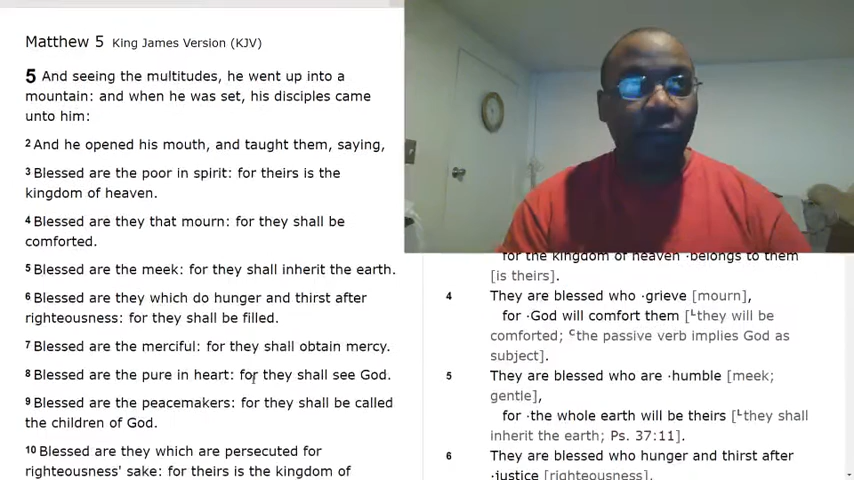 Matthew 5 King James Version (KJV)
5 And seeing the multitudes, he went up into a
mountain: and when he was set, his disciples came
unto him:
2 And he opened his mouth, and taught them, saying,
3 Blessed are the poor in spirit: for theirs is the
kingdom of heaven.
4 Blessed are they that mourn: for they shall be
comforted.
5 Blessed are the meek: for they shall inherit the earth.
6 Blessed are they which do hunger and thirst after
righteousness: for they shall be filled.
7 Blessed are the merciful: for they shall obtain mercy.
8 Blessed are the pure in heart: for they shall see God.
9 Blessed are the peacemakers: for they shall be called
the children of God.
10 Blessed are they which are persecuted for
righteousness' sake: for theirs is the kingdom of
for the kingdom of heaven ·belongs to them
[is theirs].
4 They are blessed who ·grieve [mourn],
for ·God will comfort them [Lthey will be
comforted; Cthe passive verb implies God as
subject].
5 They are blessed who are ·humble [meek;
gentle],
for ·the whole earth will be theirs [Lthey shall
inherit the earth; Ps. 37:11].
6 They are blessed who hunger and thirst after
·justice [righteousness],